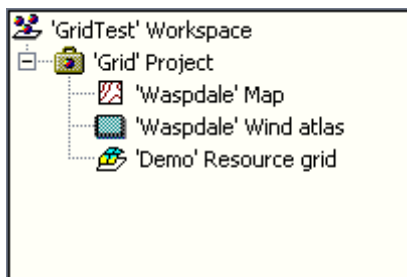 'GridTest' Workspace
'Grid' Project
'Waspdale' Map
'Waspdale' Wind atlas
'Demo' Resource grid